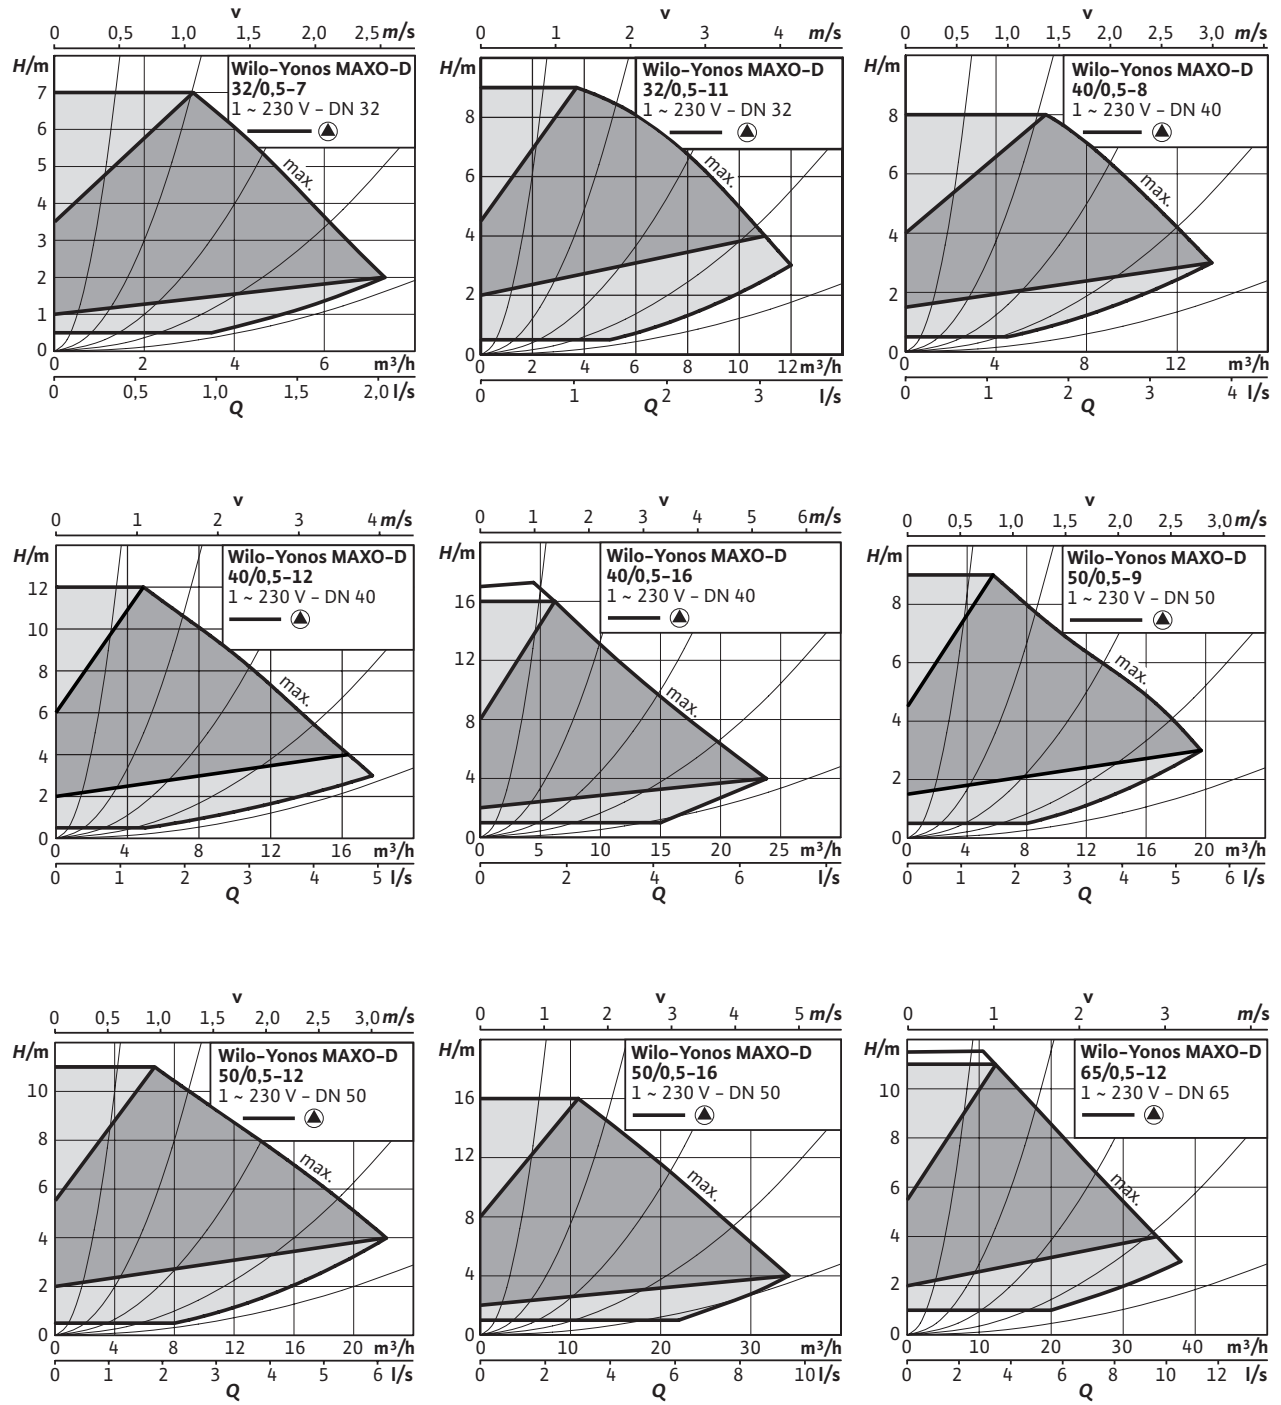 v
0 0,5 1,0 1,5 2,0 2,5 m/s
H/m
Wilo-Yonos MAXO-D
32/0,5-7
1 ~ 230 V - DN 32
max.
7
6
5
4
3
2
1
0
0 2 4 6 m³/h
0 0,5 1,0 1,5 2,0 l/s
Q
v
0 1 2 3 4 m/s
H/m
Wilo-Yonos MAXO-D
32/0,5-11
1 ~ 230 V - DN 32
max.
8
6
4
2
0
0 2 4 6 8 10 12 m³/h
0 1 2 3 l/s
Q
v
0 0,5 1,0 1,5 2,0 2,5 3,0 m/s
H/m
Wilo-Yonos MAXO-D
40/0,5-8
1 ~ 230 V - DN 40
max.
8
6
4
2
0
0 4 8 12 m³/h
0 1 2 3 4 l/s
Q
v
0 1 2 3 4 m/s
H/m
Wilo-Yonos MAXO-D
40/0,5-12
1 ~ 230 V - DN 40
max.
12
10
8
6
4
2
0
0 4 8 12 16 m³/h
0 1 2 3 4 5 l/s
Q
v
0 1 2 3 4 5 6 m/s
H/m
Wilo-Yonos MAXO-D
40/0,5-16
1 ~ 230 V - DN 40
max.
16
12
8
4
0
0 5 10 15 20 25 m³/h
0 2 4 6 l/s
Q
v
0 0,5 1,0 1,5 2,0 2,5 3,0 m/s
H/m
Wilo-Yonos MAXO-D
50/0,5-9
1 ~ 230 V - DN 50
max.
8
6
4
2
0
0 4 8 12 16 20 m³/h
0 1 2 3 4 5 6 l/s
Q
v
0 0,5 1,0 1,5 2,0 2,5 3,0 m/s
H/m
Wilo-Yonos MAXO-D
50/0,5-12
1 ~ 230 V - DN 50
max.
10
8
6
4
2
0
0 4 8 12 16 20 m³/h
0 1 2 3 4 5 6 l/s
Q
v
0 1 2 3 4 5 m/s
H/m
Wilo-Yonos MAXO-D
50/0,5-16
1 ~ 230 V - DN 50
max.
16
12
8
4
0
0 10 20 30 m³/h
0 2 4 6 8 10 l/s
Q
v
0 1 2 3 m/s
H/m
Wilo-Yonos MAXO-D
65/0,5-12
1 ~ 230 V - DN 65
max.
10
8
6
4
2
0
0 10 20 30 40 m³/h
0 2 4 6 8 10 12 l/s
Q